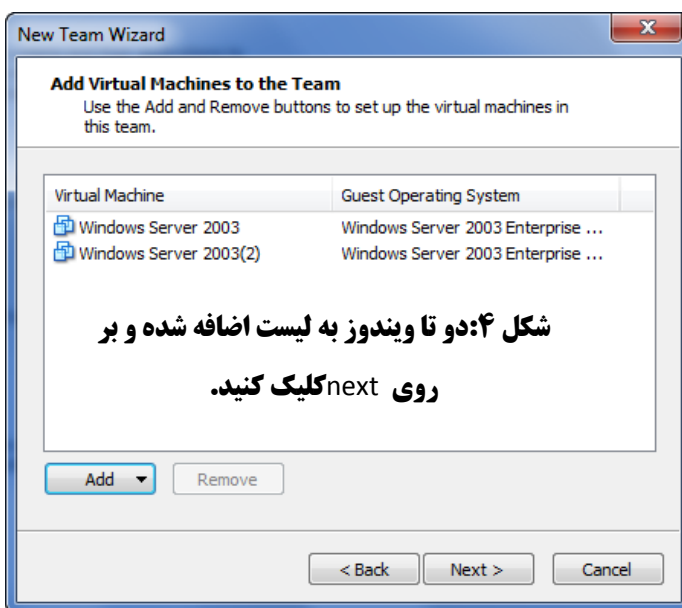 New Team Wizard
Add Virtual Machines to the Team
Use the Add and Remove buttons to set up the virtual machines in
this team.
Virtual Machine Guest Operating System
Windows Server 2003 Windows Server 2003 Enterprise ...
Windows Server 2003(2) Windows Server 2003 Enterprise ...
شکل ۴:دو تا ویندوز به لیست اضافه شده و بر
روی nextکلیک کنید.
Add Remove
< Back Next > Cancel